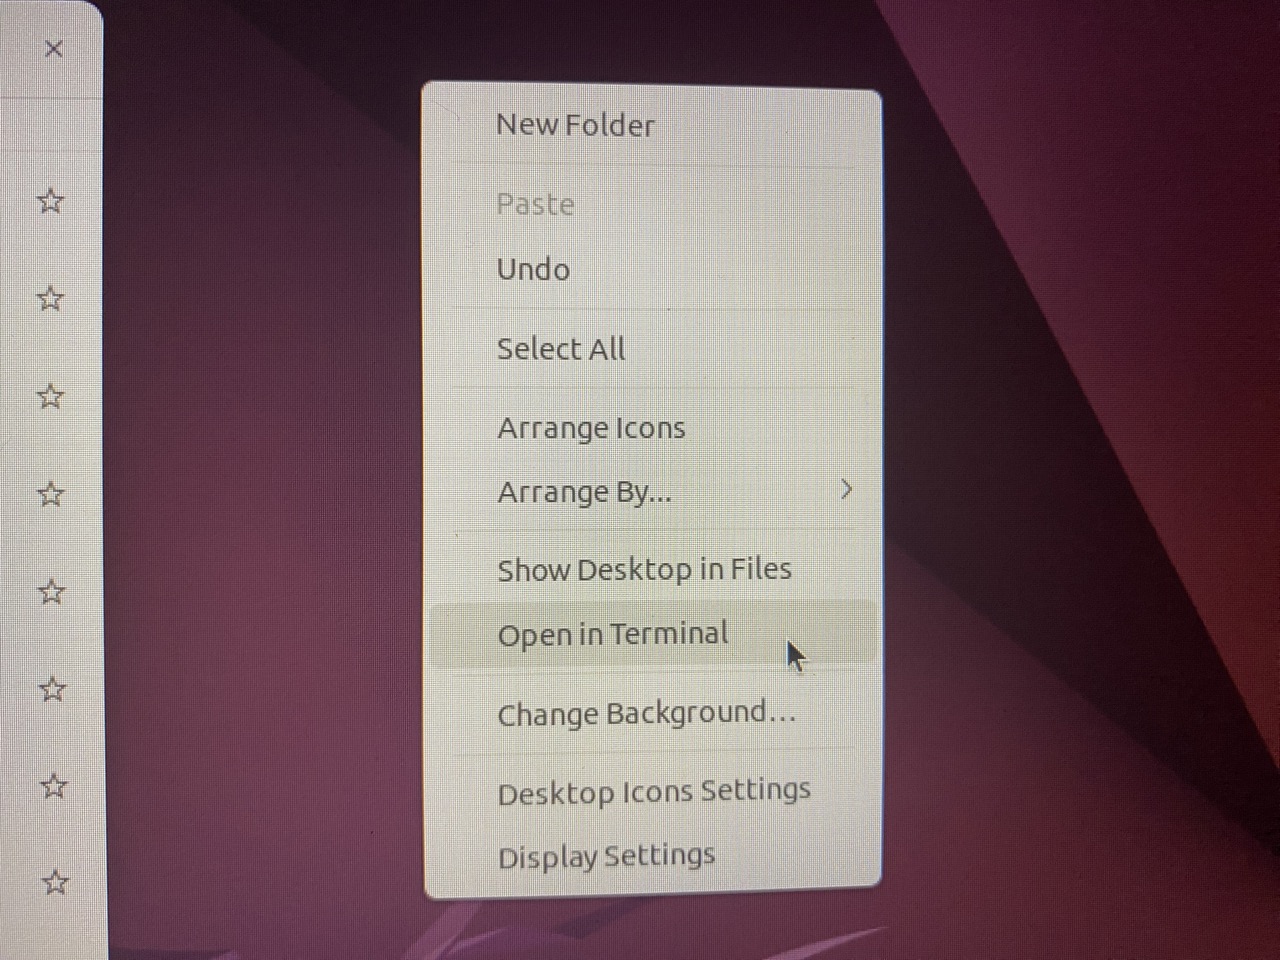 New Folder
Paste
Undo
Select All
Arrange Icons
Arrange By...
Show Desktop in Files
Open in Terminal
Change Background...
Desktop Icons Settings
Display Settings